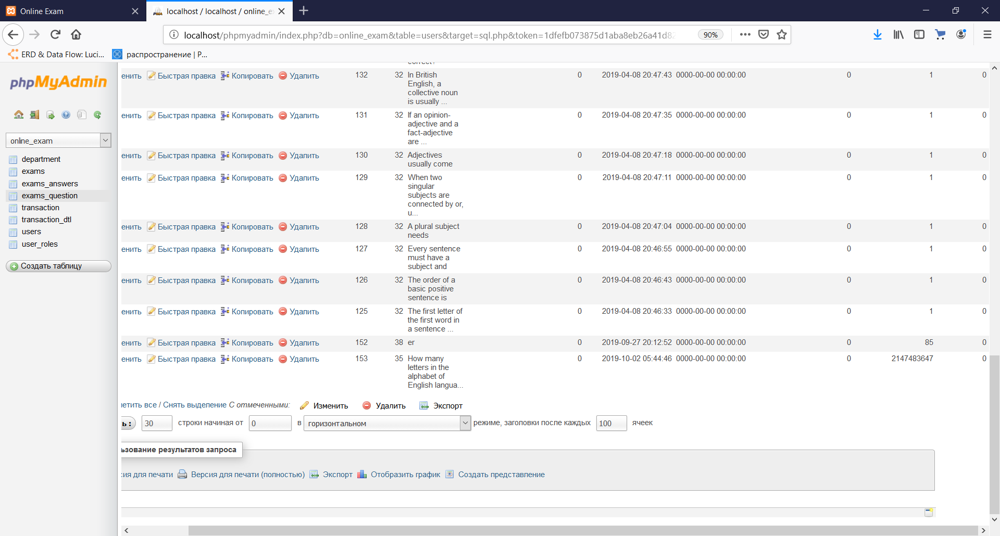 Online Exam
localhost / localhost / online_e
localhost/phpmyadmin/index.php?db=online_exam&table=users&target=sql.php&token=1dfefb073875d1aba8eb26a41d82
90%
ERD & Data Flow: Luci...
распространение | P...
phpMyAdmin
online_exam
department
exams
exams_answers
exams_question
transaction
transaction_dtl
users
user_roles
Создать таблицу
correct?
енить Быстрая правка Копировать Удалить 132 32 In British 0 2019-04-08 20:47:43 0000-00-00 00:00:00 0 1 0
English, a
collective noun
is usually ...
енить Быстрая правка Копировать Удалить 131 32 If an opinion- 0 2019-04-08 20:47:35 0000-00-00 00:00:00 0 1 0
adjective and a
fact-adjective
are ...
енить Быстрая правка Копировать Удалить 130 32 Adjectives 0 2019-04-08 20:47:18 0000-00-00 00:00:00 0 1 0
usually come
енить Быстрая правка Копировать Удалить 129 32 When two 0 2019-04-08 20:47:11 0000-00-00 00:00:00 0 1 0
singular
subjects are
connected by or,
u...
енить Быстрая правка Копировать Удалить 128 32 A plural subject 0 2019-04-08 20:47:04 0000-00-00 00:00:00 0 1 0
needs
енить Быстрая правка Копировать Удалить 127 32 Every sentence 0 2019-04-08 20:46:55 0000-00-00 00:00:00 0 1 0
must have a
subject and
енить Быстрая правка Копировать Удалить 126 32 The order of a 0 2019-04-08 20:46:43 0000-00-00 00:00:00 0 1 0
basic positive
sentence is
енить Быстрая правка Копировать Удалить 125 32 The first letter of 0 2019-04-08 20:46:33 0000-00-00 00:00:00 0 1 0
the first word in
a sentence ...
енить Быстрая правка Копировать Удалить 152 38 er 0 2019-09-27 20:12:52 0000-00-00 00:00:00 0 85 0
енить Быстрая правка Копировать Удалить 153 35 How many 0 2019-10-02 05:44:46 0000-00-00 00:00:00 0 2147483647 0
letters in the
alphabet of
English langua...
метить все / Снять выделение С отмеченными: Изменить Удалить Экспорт
ь : 30 строки начиная от 0 в горизонтальном режиме, заголовки после каждых 100 ячеек
льзование результатов запроса
сия для печати Версия для печати (полностью) Экспорт Отобразить график Создать представление